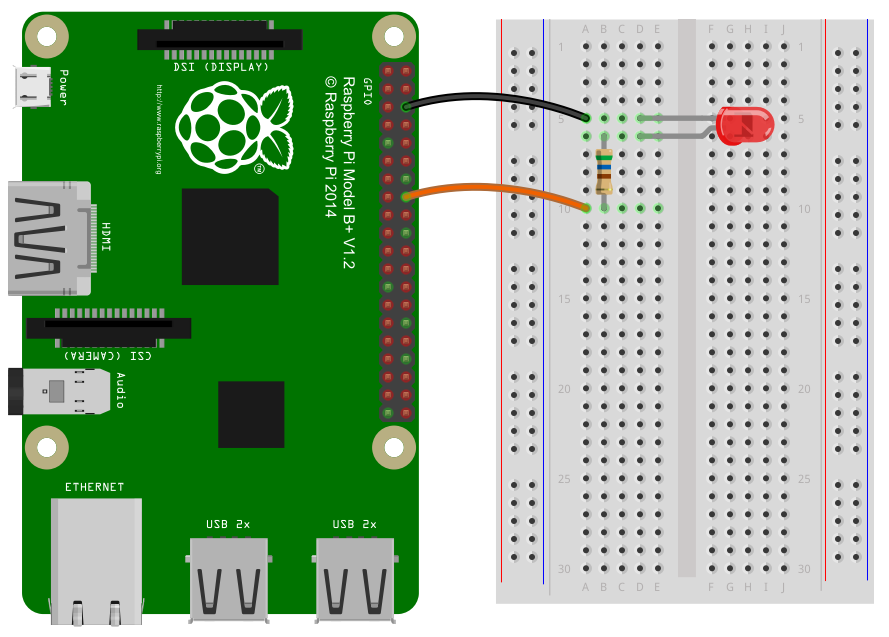 DSI (DISPLAY)
Power
http://www.raspberrypi.org
GPIO
Raspberry Pi Model B+ V1.2
© Raspberry Pi 2014
HDMI
CSI (CAMERA)
Audio
ETHERNET
USB 2x
USB 2x
A B C D E F G H I J
1 1
5 5
10 10
15 15
20 20
25 25
30 30
A B C D E F G H I J